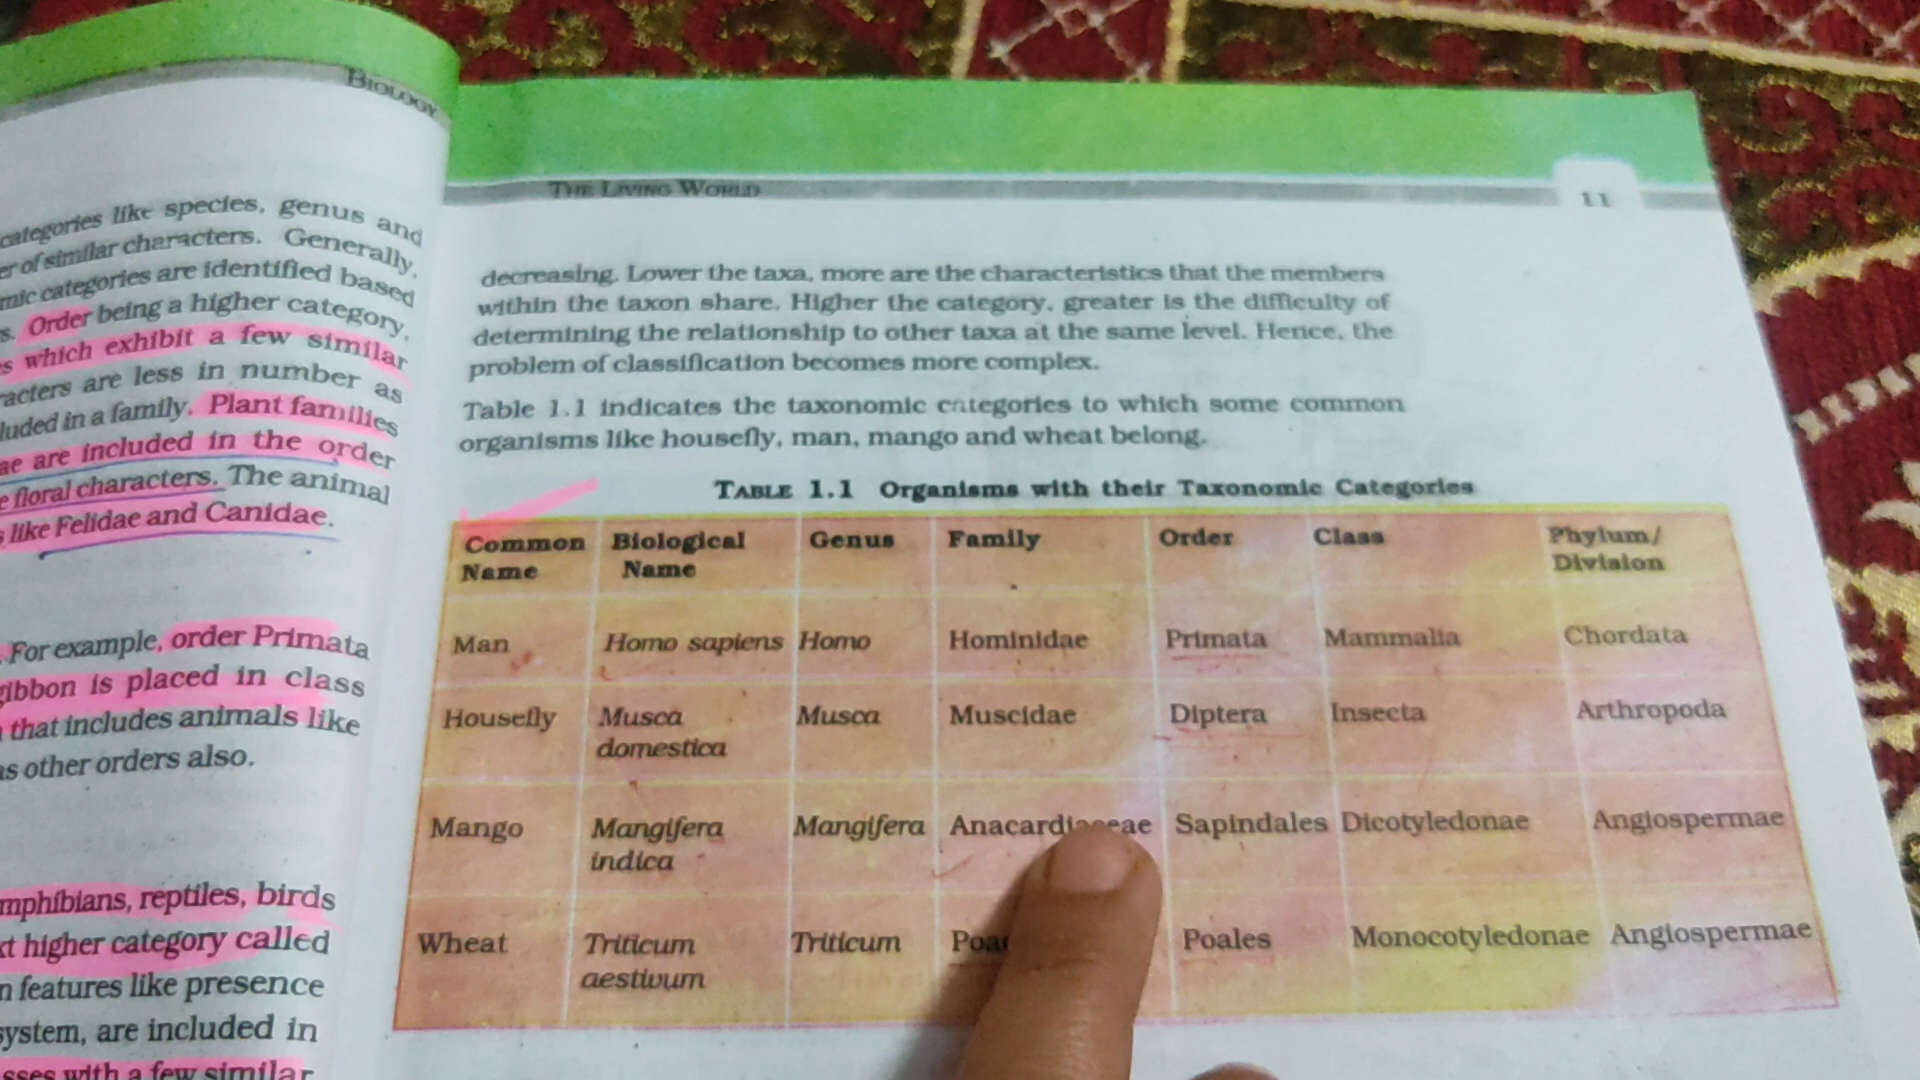 BIOLOGY
categories like species, genus and
of similar characters. Generally,
categories are identified based
Order being a higher category,
which exhibit a few similar
are less in number as
in a family. Plant families
are included in the order
floral characters. The animal
like Felidae and Canidae.
For example, order Primata
gibbon is placed in class
that includes animals like
other orders also.
reptiles, birds
higher category called
features like presence
system, are included in
with a few similar
THE LIVING WORLD
11
decreasing. Lower the taxa, more are the characteristics that the members
within the taxon share. Higher the category, greater is the difficulty of
determining the relationship to other taxa at the same level. Hence, the
problem of classification becomes more complex.
Table 1.1 indicates the taxonomic categories to which some common
organisms like housefly, man, mango and wheat belong.
TABLE 1.1 Organisms with their Taxonomic Categories
Common Name Biological Name Genus Family Order Class Phylum/ Division
Man Homo sapiens Homo Hominidae Primata Mammalia Chordata
Housefly Musca domestica Musca Muscidae Diptera Insecta Arthropoda
Mango Mangifera indica Mangifera Anacardiaceae Sapindales Dicotyledonae Angiospermae
Wheat Triticum aestivum Triticum Poales Monocotyledonae Angiospermae